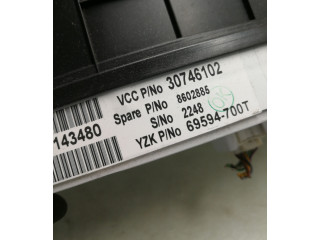 VCC P/No 30746102
Spare P/No 8602885
S/No 2248
YZK P/No 69594-700T
143480